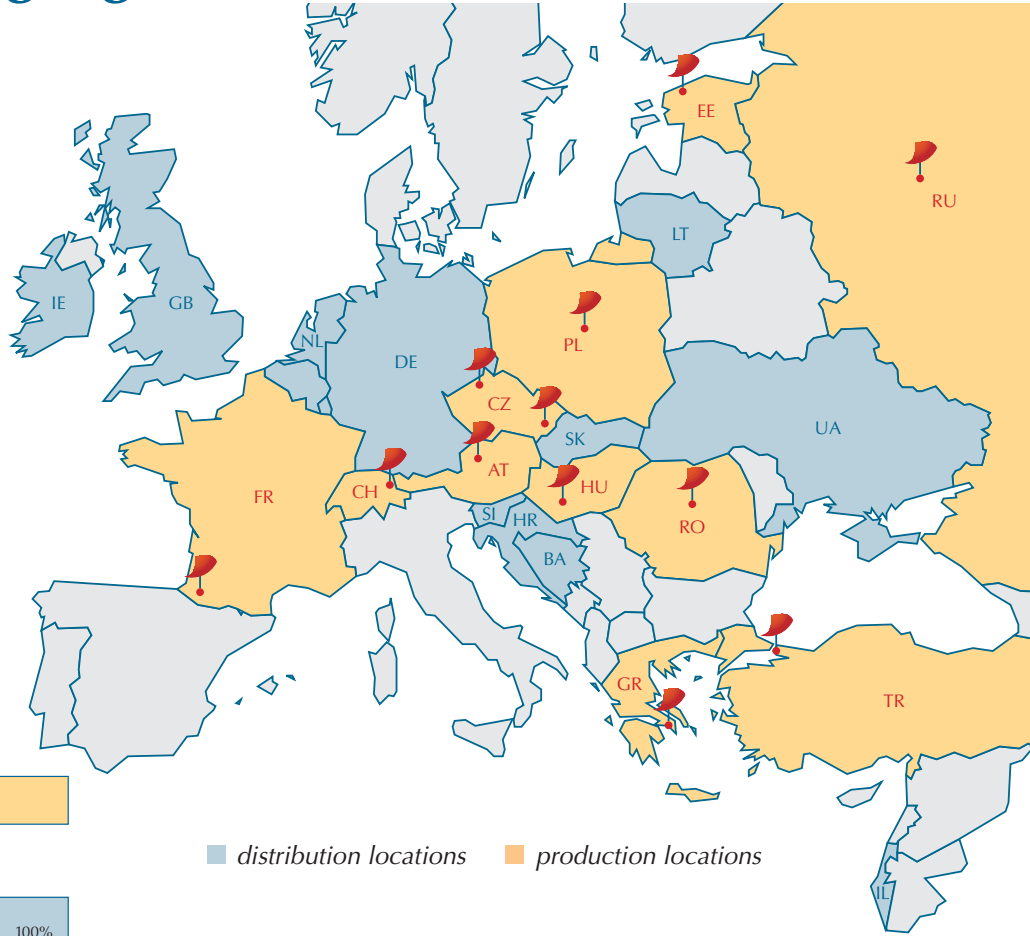 EE
RU
LT
IE
GB
NL
DE
PL
CZ
SK
UA
AT
FR
CH
HU
SI
HR
RO
BA
GR
TR
distribution locations
production locations
IL
100%